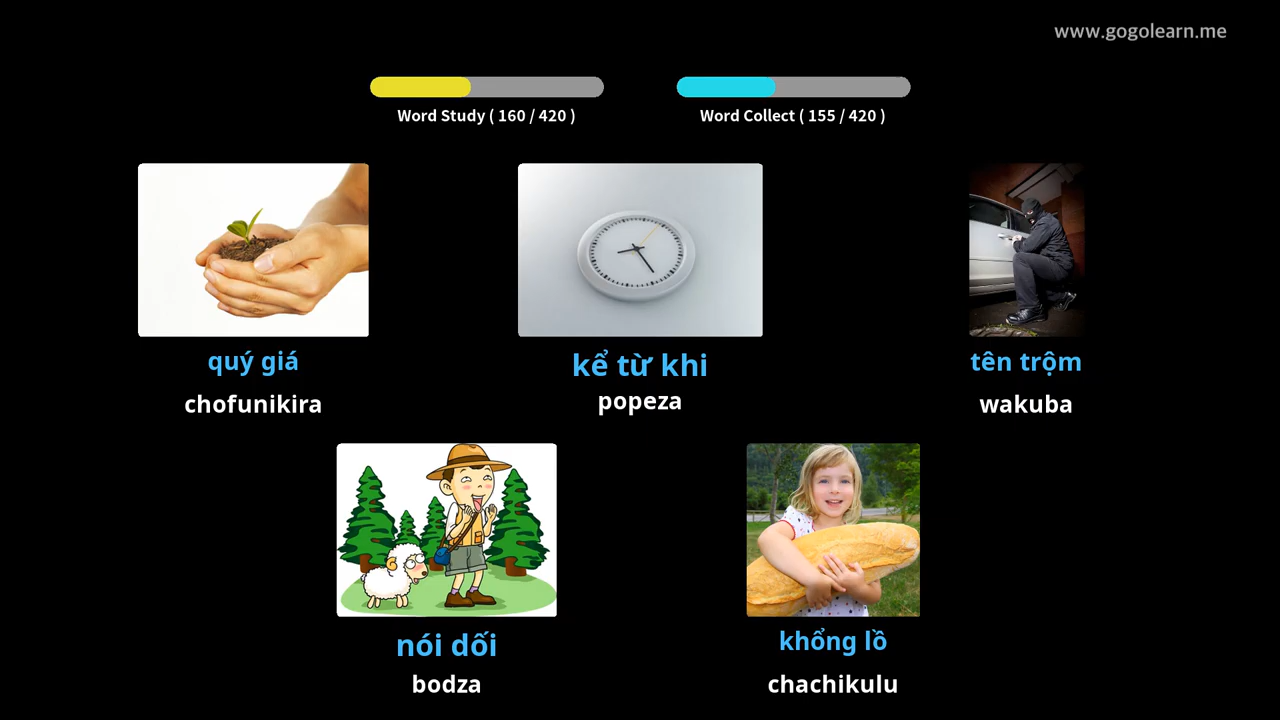 www.gogolearn.me
Word Study ( 160 / 420 )
Word Collect ( 155 / 420 )
quý giá
chofunikira
kể từ khi
popeza
tên trộm
wakuba
nói dối
bodza
khổng lồ
chachikulu